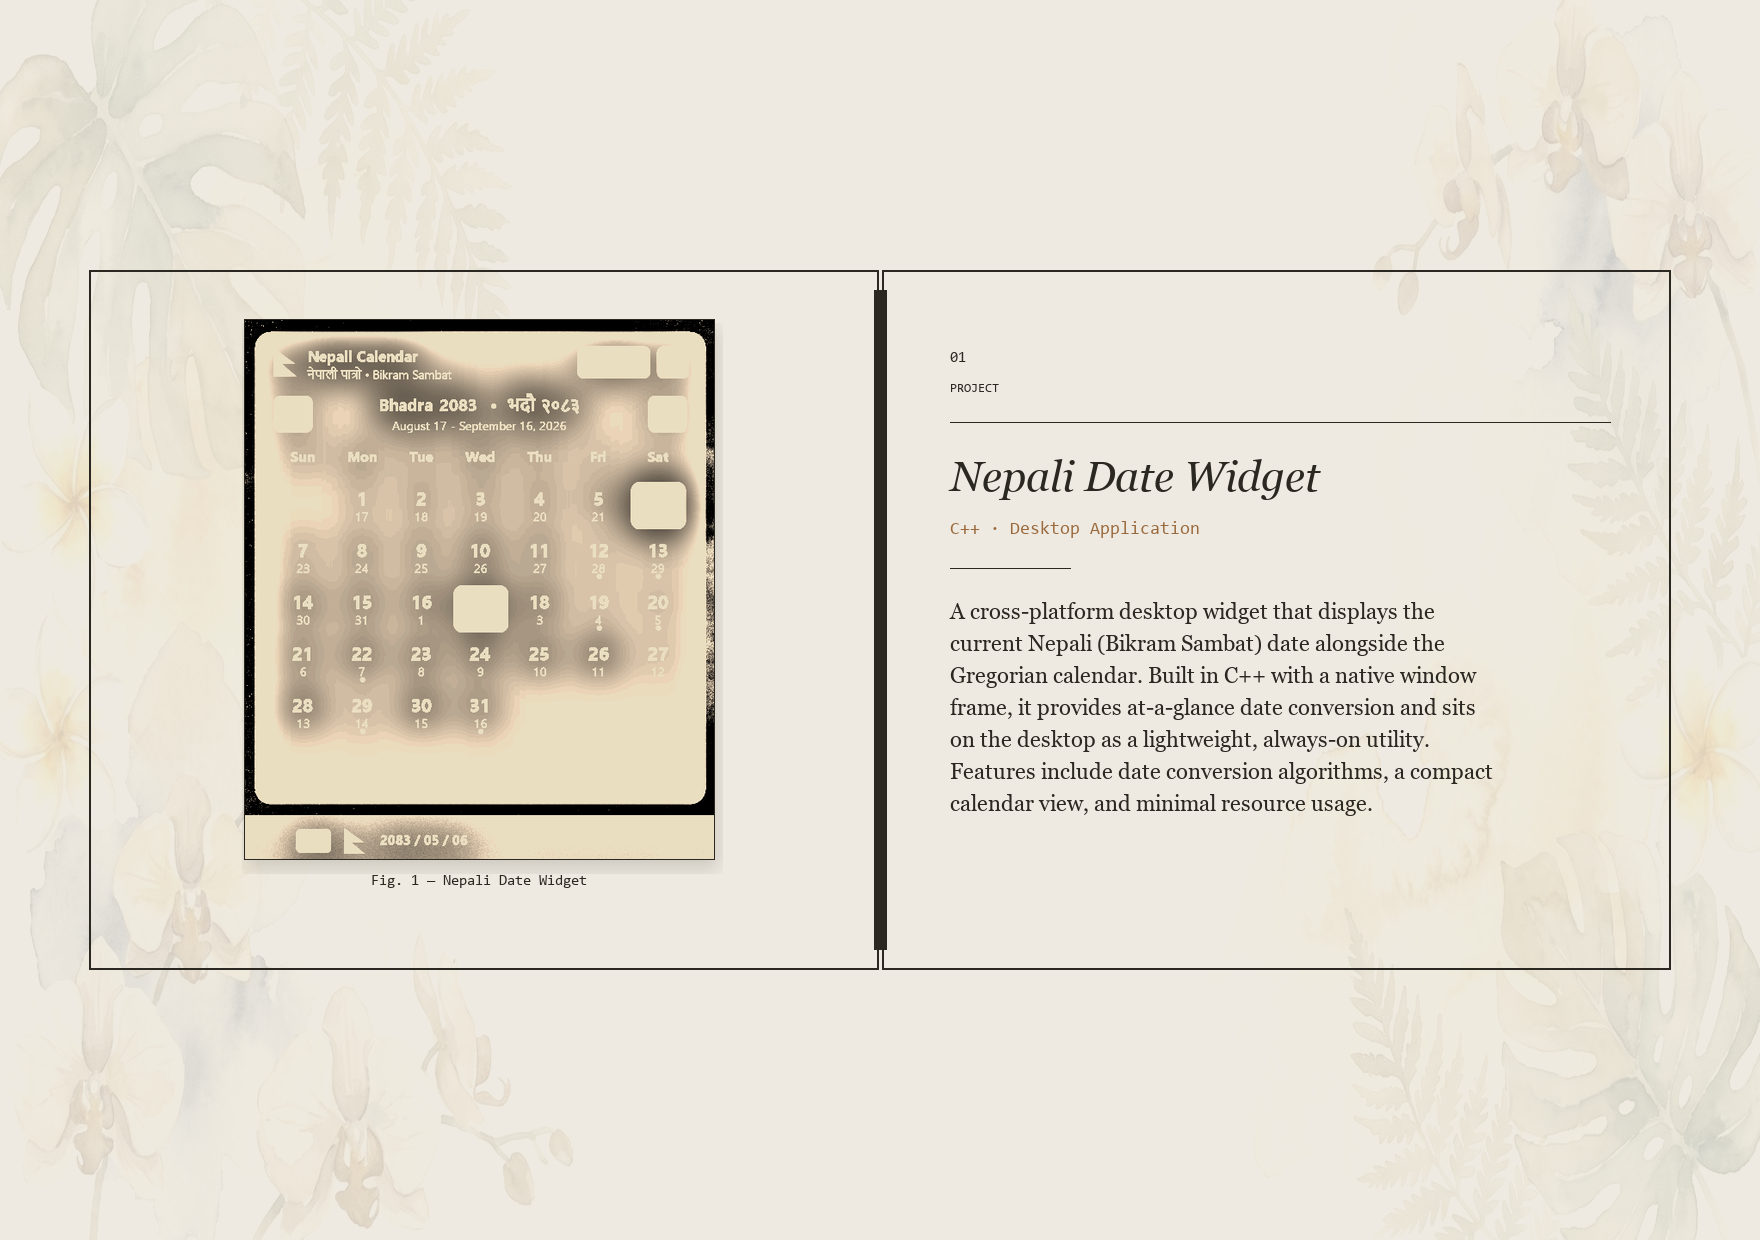 Nepali Calendar
नेपाली पात्रो • Bikram Sambat
Bhadra 2083 • भदौ २०८३
August 17 - September 16, 2026
Sun Mon Tue Wed Thu Fri Sat
1 2 3 4 5
17 18 19 20 21
7 8 9 10 11 12 13
23 24 25 26 27 28 29
14 15 16 18 19 20
30 31 1 3 4 5
21 22 23 24 25 26 27
6 7 8 9 10 11 12
28 29 30 31
13 14 15 16
2083 / 05 / 06
Fig. 1 — Nepali Date Widget
01
PROJECT
Nepali Date Widget
C++ · Desktop Application
A cross-platform desktop widget that displays the
current Nepali (Bikram Sambat) date alongside the
Gregorian calendar. Built in C++ with a native window
frame, it provides at-a-glance date conversion and sits
on the desktop as a lightweight, always-on utility.
Features include date conversion algorithms, a compact
calendar view, and minimal resource usage.